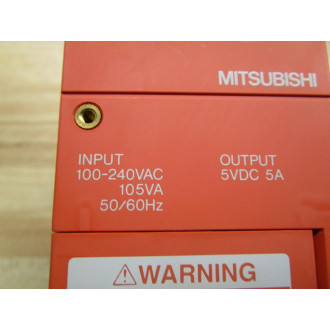 MITSUBISHI
INPUT
100-240VAC
105VA
50/60Hz
OUTPUT
5VDC 5A
⚠WARNING